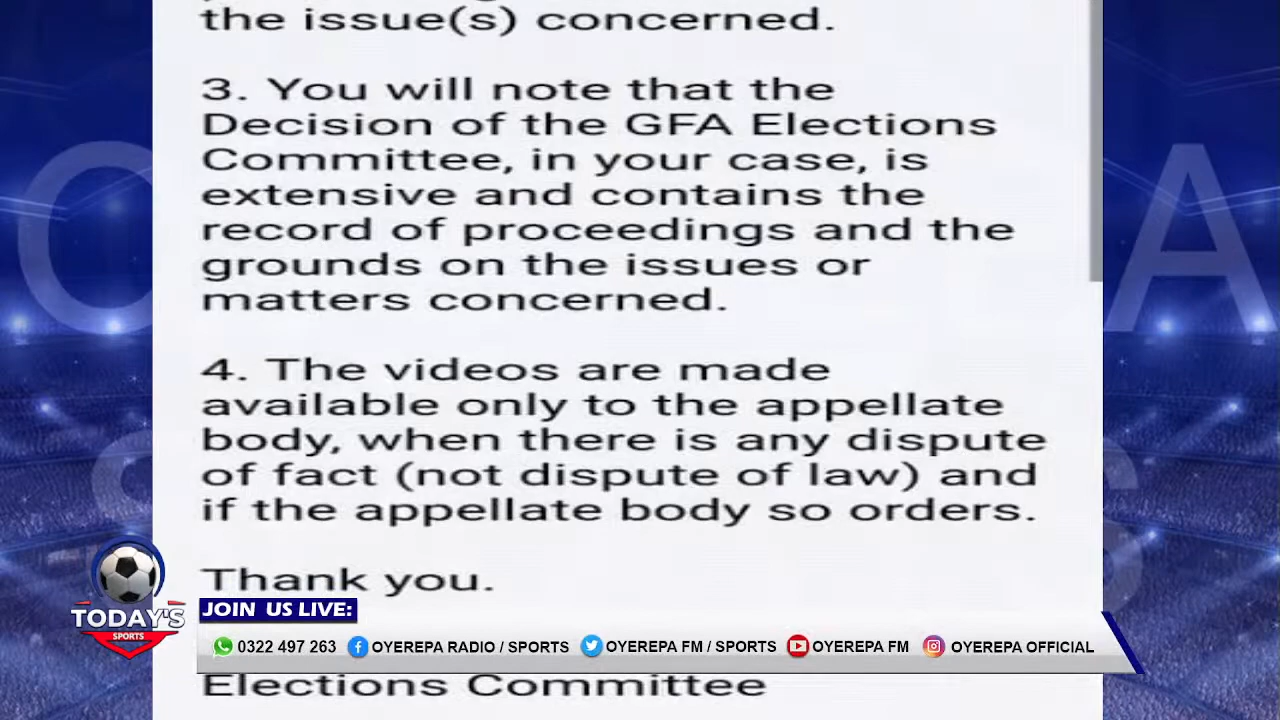 the issue(s) concerned.
3. You will note that the
Decision of the GFA Elections
Committee, in your case, is
extensive and contains the
record of proceedings and the
grounds on the issues or
matters concerned.
4. The videos are made
available only to the appellate
body, when there is any dispute
of fact (not dispute of law) and
if the appellate body so orders.
Thank you.
Elections Committee
TODAY'S
SPORTS
JOIN US LIVE:
0322 497 263 OYEREPA RADIO / SPORTS OYEREPA FM / SPORTS OYEREPA FM OYEREPA OFFICIAL